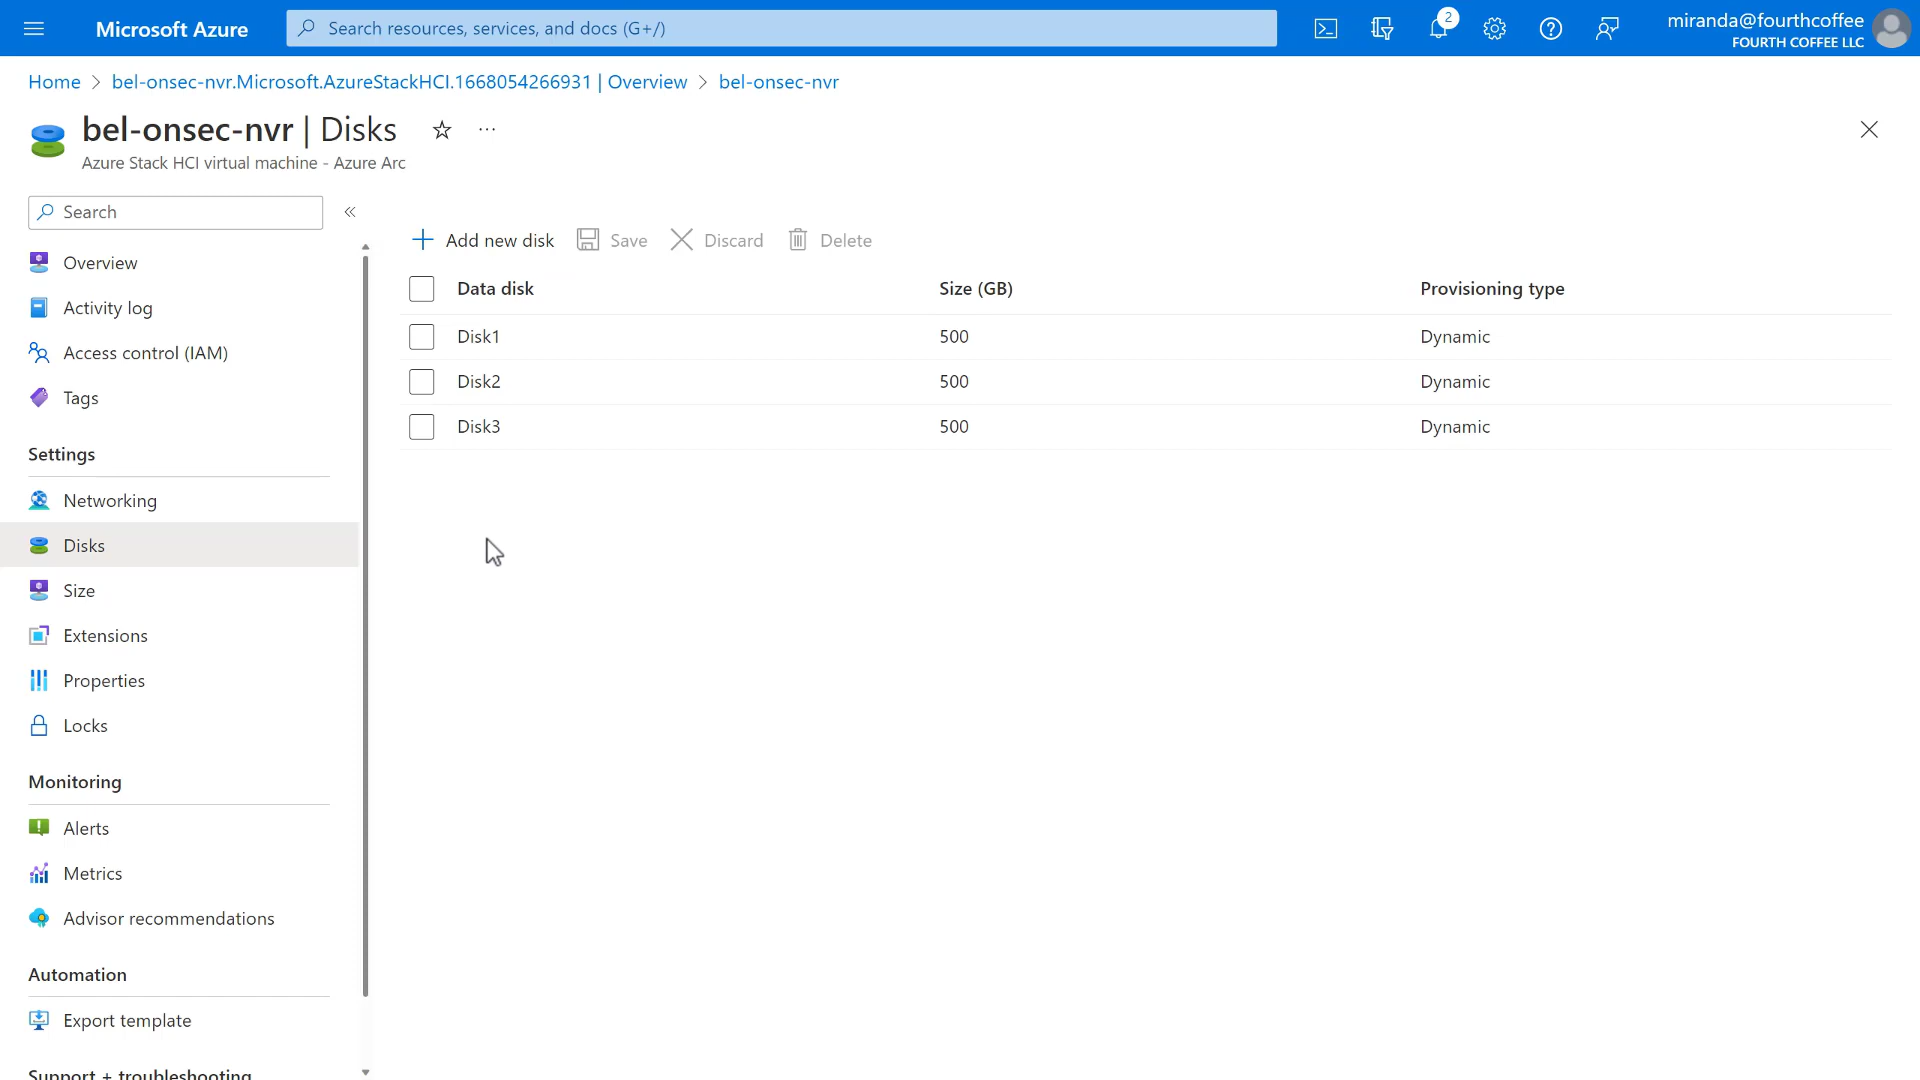 Microsoft Azure
Search resources, services, and docs (G+/)
2
miranda@fourthcoffee
FOURTH COFFEE LLC
Home > bel-onsec-nvr.Microsoft.AzureStackHCI.1668054266931 | Overview > bel-onsec-nvr
bel-onsec-nvr | Disks
Azure Stack HCI virtual machine - Azure Arc
Search
Overview
Activity log
Access control (IAM)
Tags
Settings
Networking
Disks
Size
Extensions
Properties
Locks
Monitoring
Alerts
Metrics
Advisor recommendations
Automation
Export template
Support + troubleshooting
Add new disk Save Discard Delete
Data disk Size (GB) Provisioning type
Disk1 500 Dynamic
Disk2 500 Dynamic
Disk3 500 Dynamic